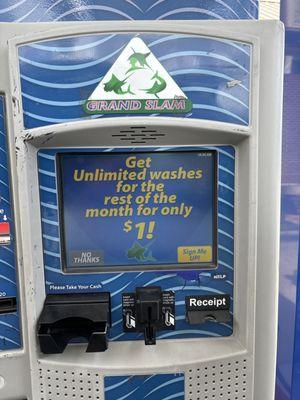 GRAND SLAM
Get
Unlimited washes
for the
rest of the
month for only
$1!
NO
THANKS
Sign Me
UP!
Please Take Your Cash
Receipt